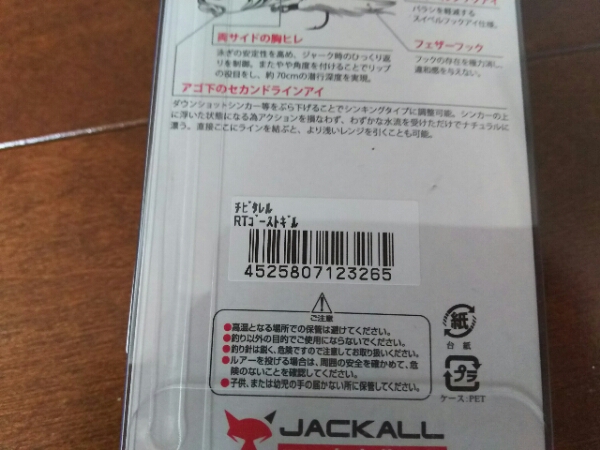 バラシを軽減する
スイベルフックアイ仕様。
両サイドの胸ヒレ
泳ぎの安定性を高め、ジャーク時のひっくり返
りを制御。またやや角度を付けることでリップ
の役目をし、約70cmの潜行深度を実現。
フェザーフック
フックの存在を極力消し、
違和感を与えない。
アゴ下のセカンドラインアイ
ダウンショットシンカー等をぶら下げることでシンキングタイプに調整可能。シンカーの上
に浮いた状態になる為アクションを損なわず、わずかな水流を受けただけでナチュラルに
漂う。直接ここにラインを結ぶと、より浅いレンジを引くことも可能。
ﾁﾋﾞﾀﾚﾙ
RTｺﾞｰｽﾄｷﾞﾙ
4525807123265
ご注意
●高温となる場所での保管は避けてください。
●釣り以外の目的でご使用にならないでください。
●釣り針は鋭く、危険ですので注意してお取り扱いください。
●ルアーを投げる場合は、周囲の安全を確かめて、危
険のないことを確認してください。
●子供、または幼児の手の届かない所に保管してください。
紙
台紙
プラ
ケース:PET
JACKALL